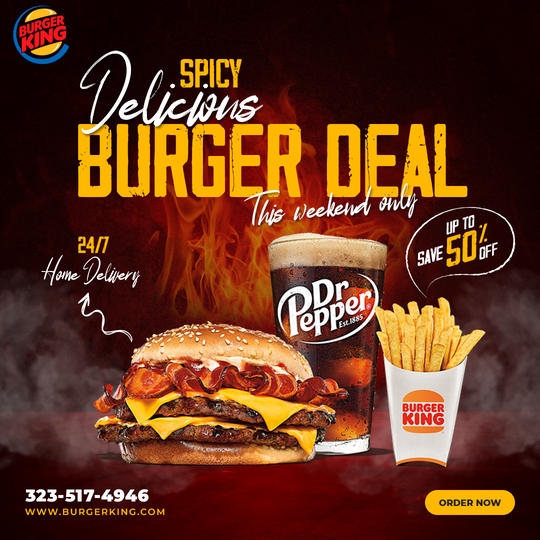 BURGER
KING
SPICY
Delicious
BURGER DEAL
This weekend only
UP TO
SAVE 50% OFF
24/7
Home Delivery
Dr
Pepper
Est.1885
BURGER
KING
323-517-4946
WWW.BURGERKING.COM
ORDER NOW